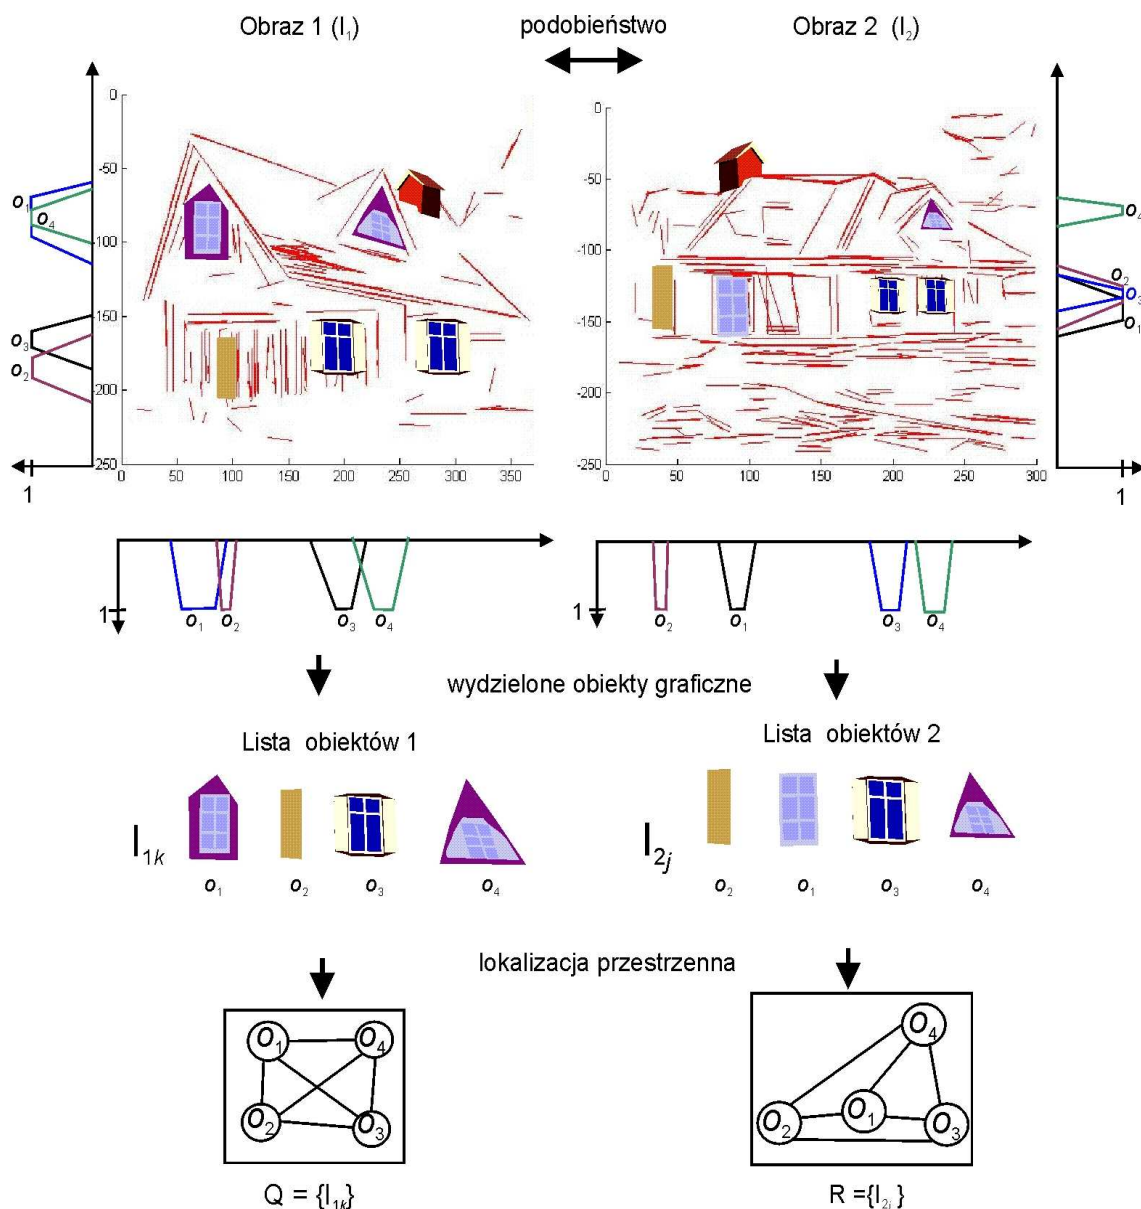 Obraz 1 (I₁)
podobieństwo
Obraz 2 (I₂)
0
-50
-100
-150
-200
-250
0 50 100 150 200 250 300 350
o₁
o₄
o₃
o₂
1
0
-50
-100
-150
-200
-250
0 50 100 150 200 250 300
o₄
o₂
o₃
o₁
1
1
o₁ o₂ o₃ o₄
1
o₂ o₁ o₃ o₄
wydzielone obiekty graficzne
Lista obiektów 1
Lista obiektów 2
I₁ₖ
o₁ o₂ o₃ o₄
I₂ⱼ
o₂ o₁ o₃ o₄
lokalizacja przestrzenna
O₁ O₄
O₂ O₃
O₄
O₂ O₁ O₃
Q = {I₁ₖ}
R ={I₂ⱼ }